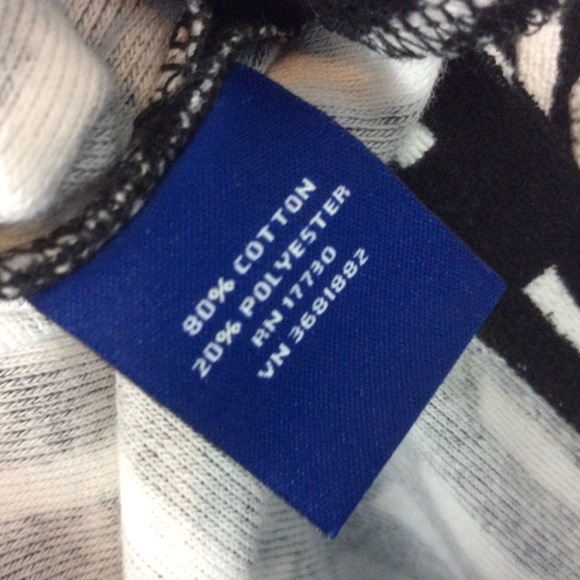 80% COTTON
20% POLYESTER
RN 17730
VN 3681882